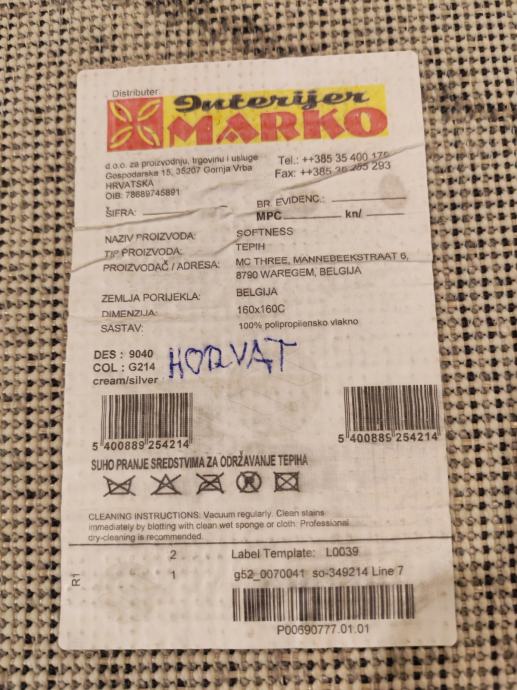 Distributer:
Interijer
MARKO
d.o.o. za proizvodnju, trgovinu i usluge
Gospodarska 15, 35207 Gornja Vrba
HRVATSKA
OIB: 78689745891
Tel.: ++385 35 400 175
Fax: ++385 35 293
ŠIFRA:
BR. EVIDENC.:
MPC kn/
NAZIV PROIZVODA: SOFTNESS
TIP PROIZVODA: TEPIH
PROIZVOĐAČ / ADRESA: MC THREE, MANNEBEEKSTRAAT 6,
8790 WAREGEM, BELGIJA
ZEMLJA PORIJEKLA: BELGIJA
DIMENZIJA: 160x160C
SASTAV: 100% polipropilensko vlakno
DES : 9040
COL : G214
cream/silver
HORVAT
5 400889 254214
5 400889 254214
SUHO PRANJE SREDSTVIMA ZA ODRŽAVANJE TEPIHA
CLEANING INSTRUCTIONS: Vacuum regularly. Clean stains
immediately by blotting with clean wet sponge or cloth. Professional
dry-cleaning is recommended.
R1
2 Label Template: L0039
1 g52_0070041 so-349214 Line 7
P00690777.01.01